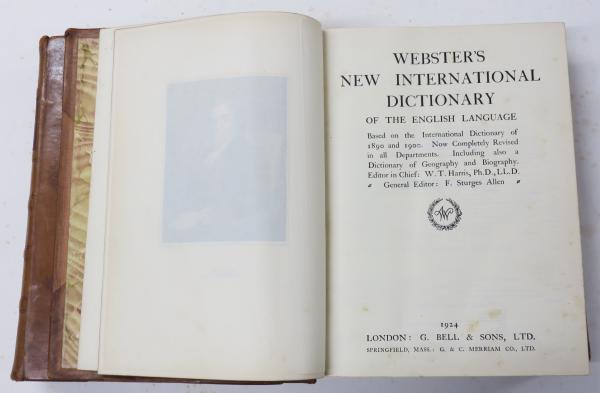 WEBSTER'S
NEW INTERNATIONAL
DICTIONARY
OF THE ENGLISH LANGUAGE
Based on the International Dictionary of
1890 and 1900. Now Completely Revised
in all Departments. Including also a
Dictionary of Geography and Biography.
Editor in Chief: W. T. Harris, Ph.D., LL.D.
General Editor: F. Sturges Allen
1924
LONDON: G. BELL & SONS, LTD.
SPRINGFIELD, MASS.: G. & C. MERRIAM CO., LTD.